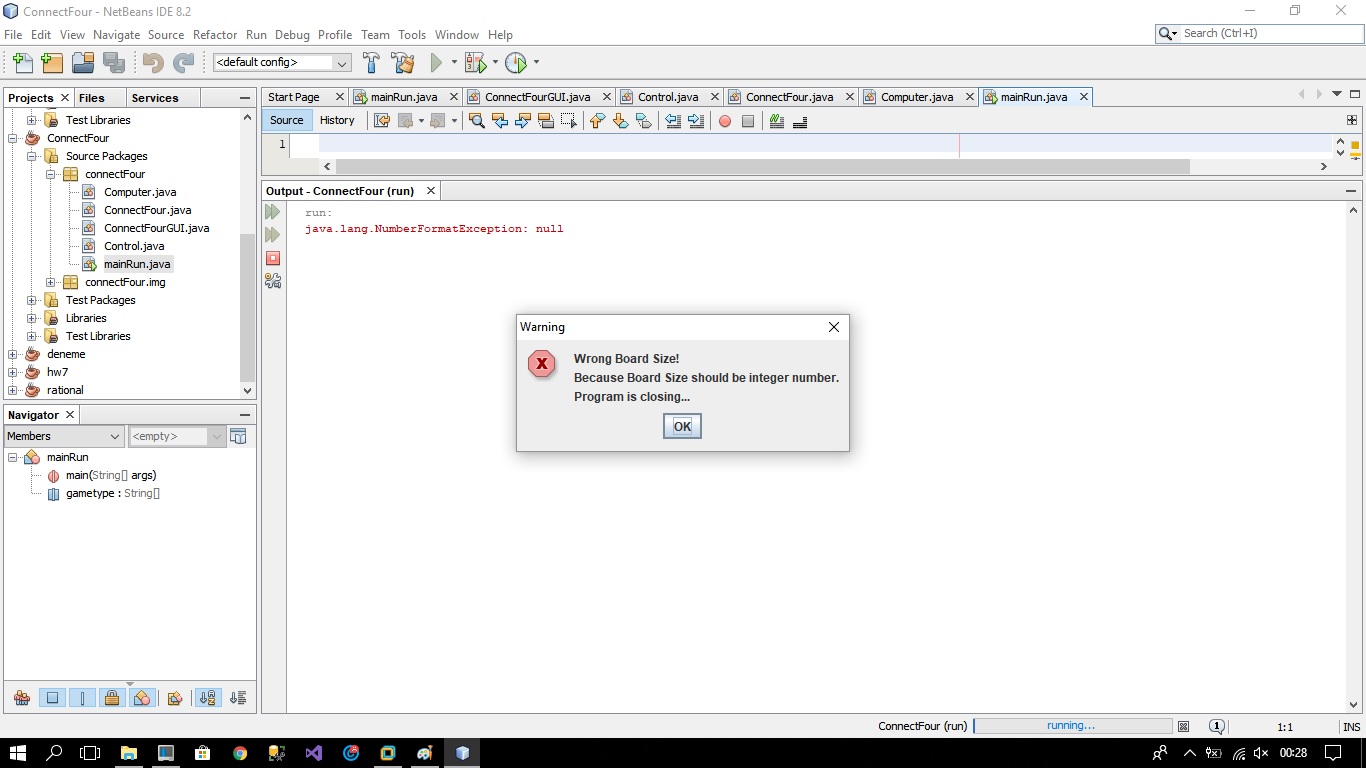 ConnectFour - NetBeans IDE 8.2
File Edit View Navigate Source Refactor Run Debug Profile Team Tools Window Help
Search (Ctrl+I)
<default config>
Projects Files Services
Test Libraries
ConnectFour
Source Packages
connectFour
Computer.java
ConnectFour.java
ConnectFourGUI.java
Control.java
mainRun.java
connectFour.img
Test Packages
Libraries
Test Libraries
deneme
hw7
rational
Navigator
Members <empty>
mainRun
main(String[] args)
gametype : String[]
Start Page mainRun.java ConnectFourGUI.java Control.java ConnectFour.java Computer.java mainRun.java
Source History
1
Output - ConnectFour (run)
run:
java.lang.NumberFormatException: null
Warning
Wrong Board Size!
Because Board Size should be integer number.
Program is closing...
OK
ConnectFour (run) running... 1 1:1 INS
00:28